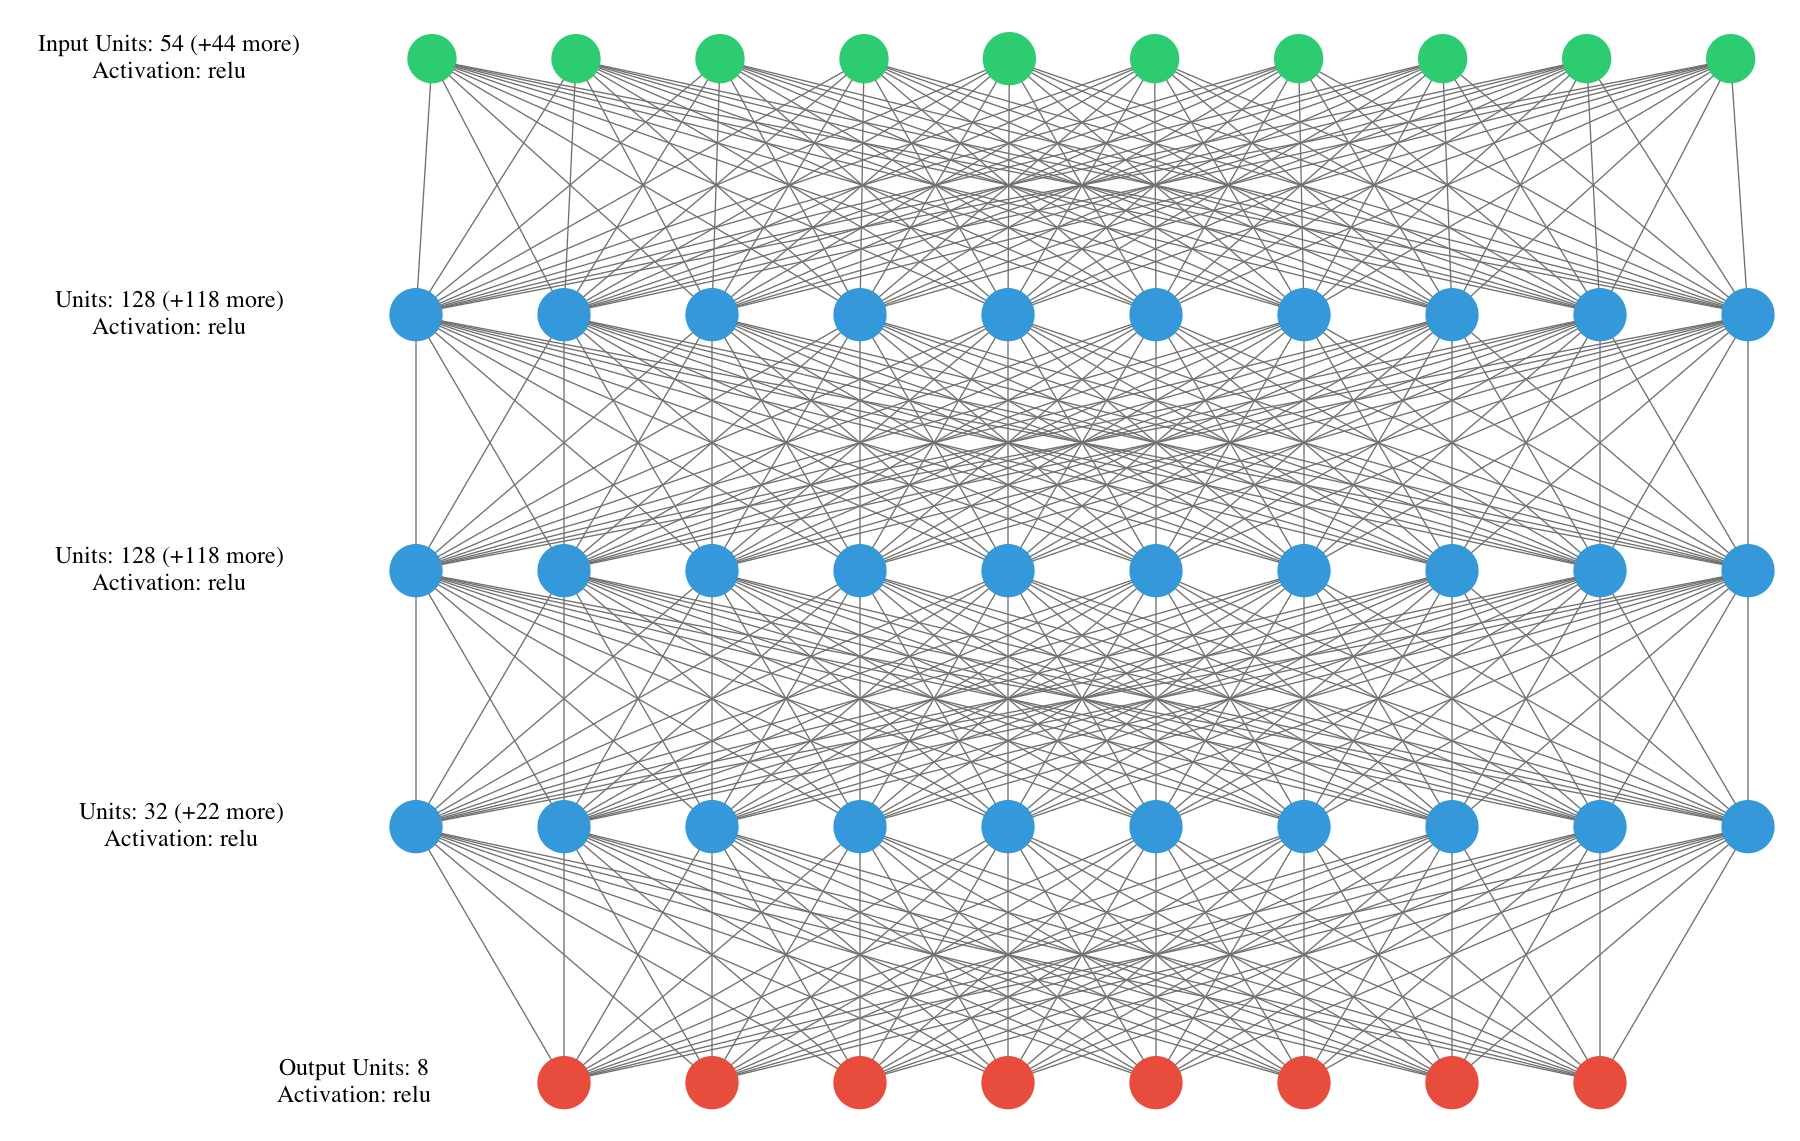 Input Units: 54 (+44 more)
Activation: relu
Units: 128 (+118 more)
Activation: relu
Units: 128 (+118 more)
Activation: relu
Units: 32 (+22 more)
Activation: relu
Output Units: 8
Activation: relu